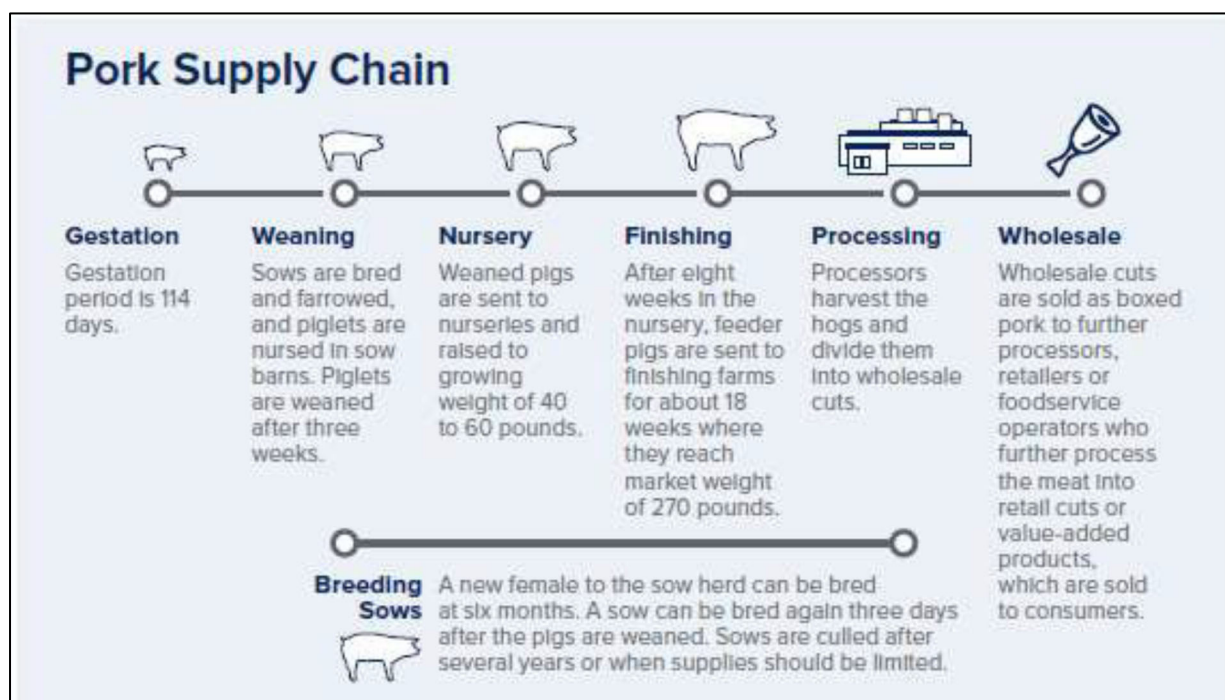 Pork Supply Chain
Gestation
Gestation
period is 114
days.
Weaning
Sows are bred
and farrowed,
and piglets are
nursed in sow
barns. Piglets
are weaned
after three
weeks.
Nursery
Weaned pigs
are sent to
nurseries and
raised to
growing
weight of 40
to 60 pounds.
Finishing
After eight
weeks in the
nursery, feeder
pigs are sent to
finishing farms
for about 18
weeks where
they reach
market weight
of 270 pounds.
Processing
Processors
harvest the
hogs and
divide them
into wholesale
cuts.
Wholesale
Wholesale cuts
are sold as boxed
pork to further
processors,
retailers or
foodservice
operators who
further process
the meat into
retail cuts or
value-added
products,
which are sold
to consumers.
Breeding
Sows
A new female to the sow herd can be bred
at six months. A sow can be bred again three days
after the pigs are weaned. Sows are culled after
several years or when supplies should be limited.